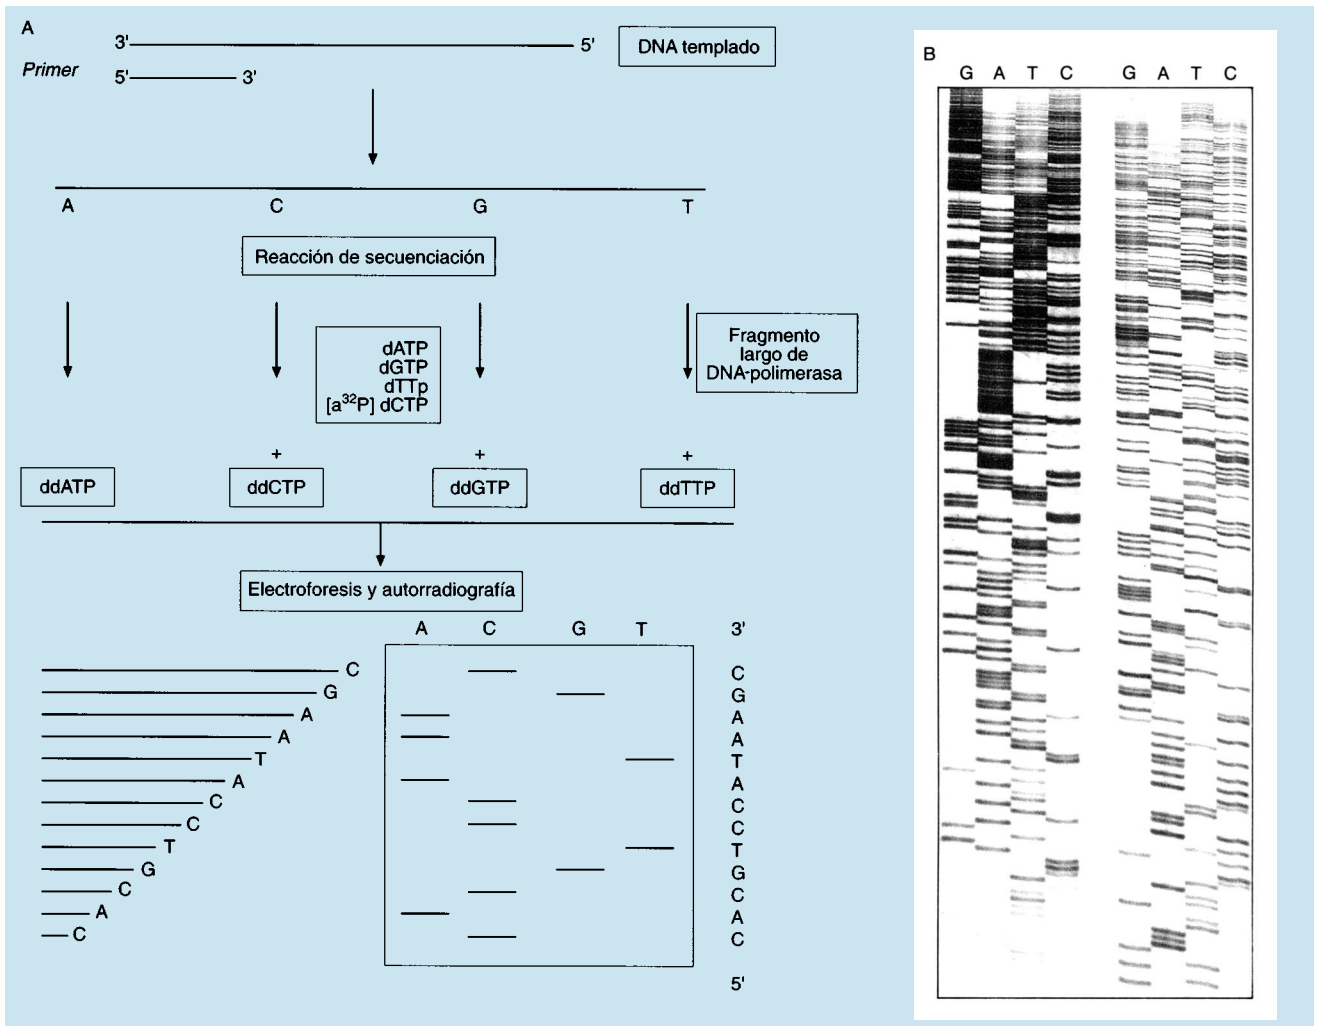 A
3' 5' DNA templado
Primer 5' 3'
A C G T
Reacción de secuenciación
dATP
dGTP
dTTp
[a³²P] dCTP
Fragmento
largo de
DNA-polimerasa
+ + +
ddATP ddCTP ddGTP ddTTP
Electroforesis y autorradiografía
A C G T 3'
C C
G G
A A
A A
T T
A A
C C
C C
T T
G G
C C
A A
C C
5'
B
G A T C G A T C